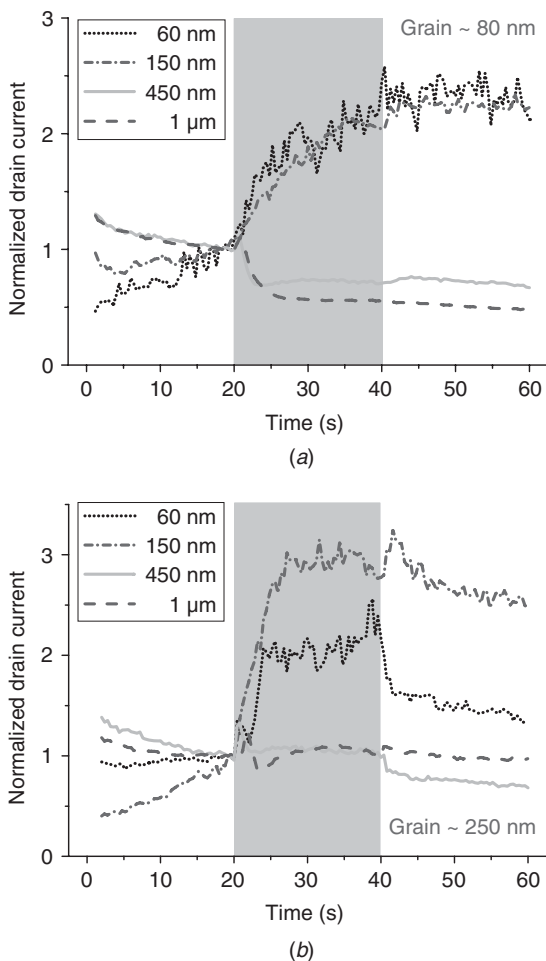 60 nm
150 nm
450 nm
1 μm
Grain ~ 80 nm
Normalized drain current
3
2
1
0
0 10 20 30 40 50 60
Time (s)
(a)
60 nm
150 nm
450 nm
1 μm
Grain ~ 250 nm
Normalized drain current
3
2
1
0
0 10 20 30 40 50 60
Time (s)
(b)